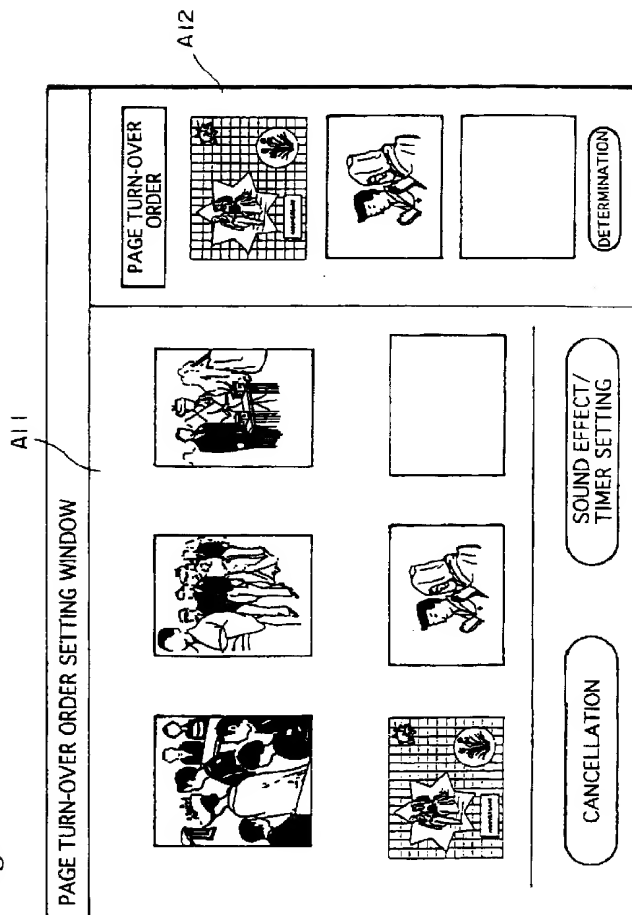 A11
A12
PAGE TURN-OVER ORDER SETTING WINDOW
PAGE TURN-OVER
ORDER
DETERMINATION
CANCELLATION
SOUND EFFECT/
TIMER SETTING